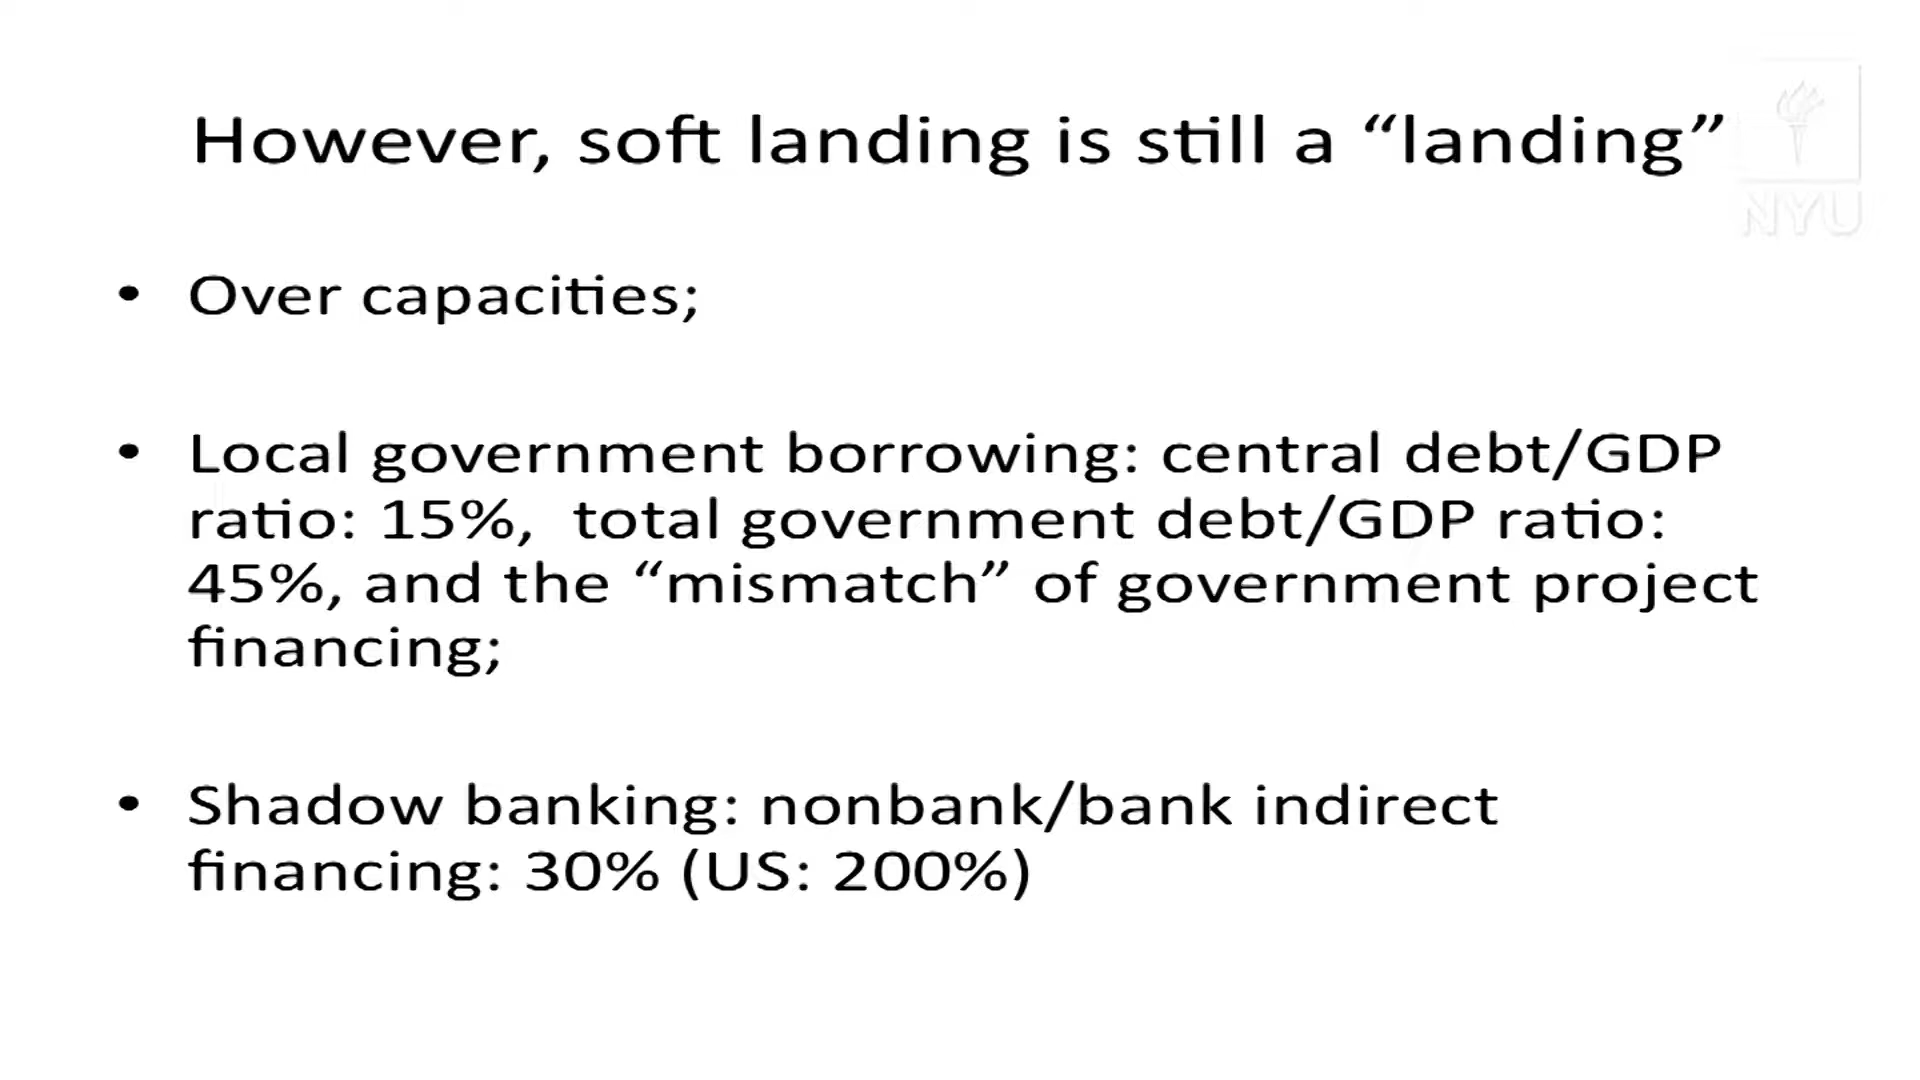 However, soft landing is still a “landing”
NYU
• Over capacities;
• Local government borrowing: central debt/GDP
ratio: 15%, total government debt/GDP ratio:
45%, and the “mismatch” of government project
financing;
• Shadow banking: nonbank/bank indirect
financing: 30% (US: 200%)